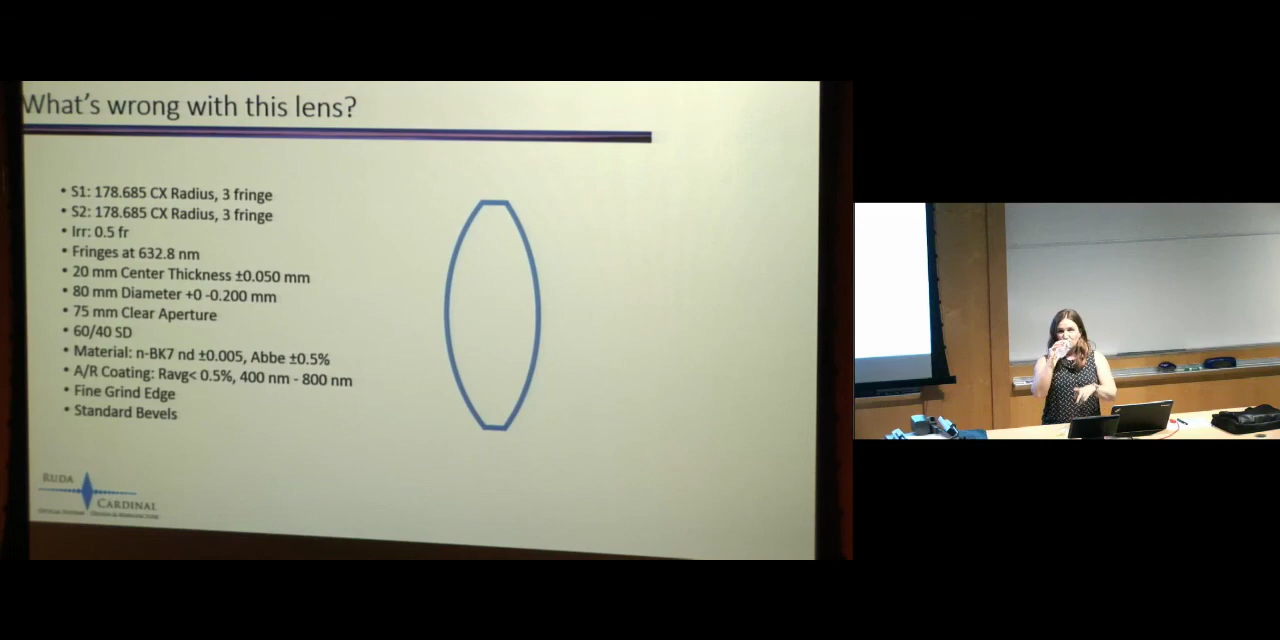 What's wrong with this lens?
• S1: 178.685 CX Radius, 3 fringe
• S2: 178.685 CX Radius, 3 fringe
• Irr: 0.5 fr
• Fringes at 632.8 nm
• 20 mm Center Thickness ±0.050 mm
• 80 mm Diameter +0 -0.200 mm
• 75 mm Clear Aperture
• 60/40 SD
• Material: n-BK7 nd ±0.005, Abbe ±0.5%
• A/R Coating: Ravg< 0.5%, 400 nm - 800 nm
• Fine Grind Edge
• Standard Bevels
RUDA
CARDINAL